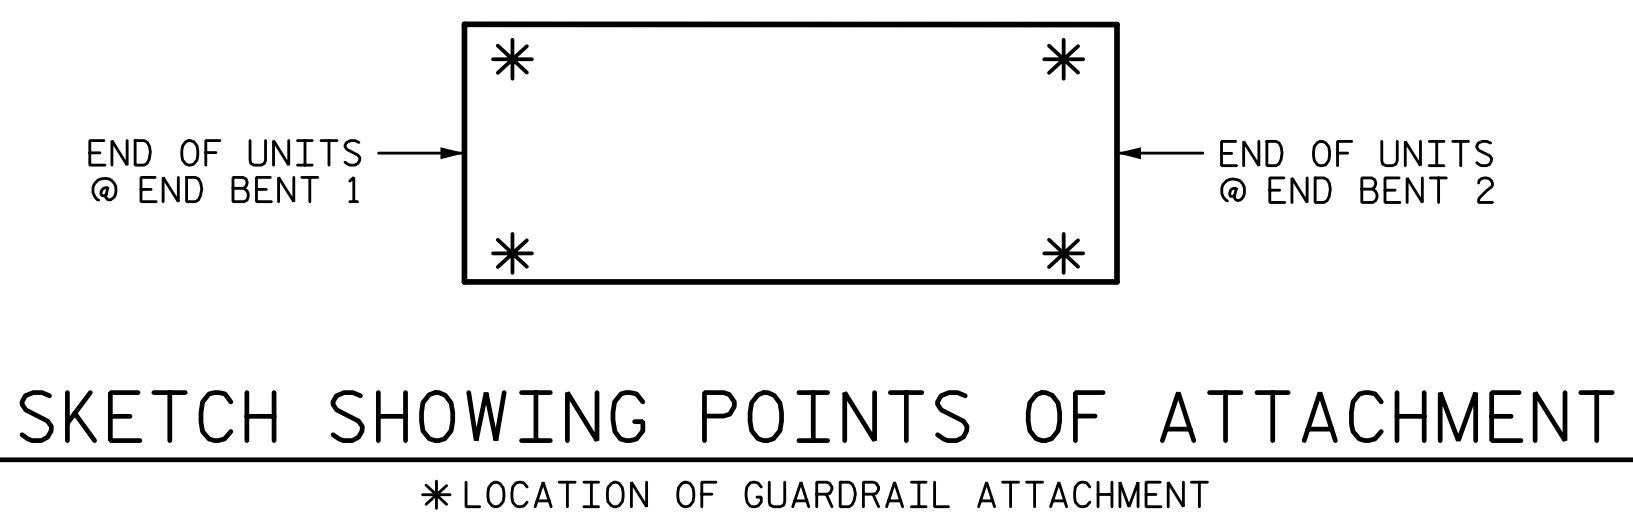 END OF UNITS
@ END BENT 1
END OF UNITS
@ END BENT 2
SKETCH SHOWING POINTS OF ATTACHMENT
* LOCATION OF GUARDRAIL ATTACHMENT